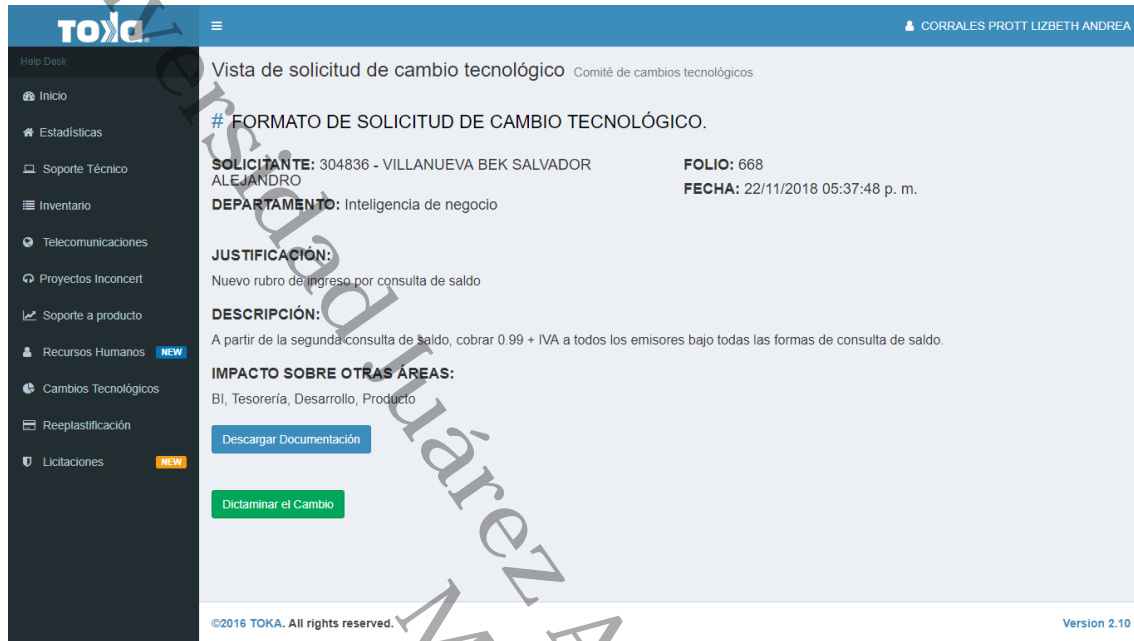 TOKA.
CORRALES PROTT LIZBETH ANDREA
Help Desk
Inicio
Estadísticas
Soporte Técnico
Inventario
Telecomunicaciones
Proyectos Inconcert
Soporte a producto
Recursos Humanos NEW
Cambios Tecnológicos
Reeplastificación
Licitaciones NEW
Vista de solicitud de cambio tecnológico Comité de cambios tecnológicos
# FORMATO DE SOLICITUD DE CAMBIO TECNOLÓGICO.
SOLICITANTE: 304836 - VILLANUEVA BEK SALVADOR
ALEJANDRO
DEPARTAMENTO: Inteligencia de negocio
FOLIO: 668
FECHA: 22/11/2018 05:37:48 p. m.
JUSTIFICACIÓN:
Nuevo rubro de ingreso por consulta de saldo
DESCRIPCIÓN:
A partir de la segunda consulta de saldo, cobrar 0.99 + IVA a todos los emisores bajo todas las formas de consulta de saldo.
IMPACTO SOBRE OTRAS ÁREAS:
BI, Tesorería, Desarrollo, Producto
Descargar Documentación
Dictaminar el Cambio
©2016 TOKA. All rights reserved.
Version 2.10
versidad Juárez A
M